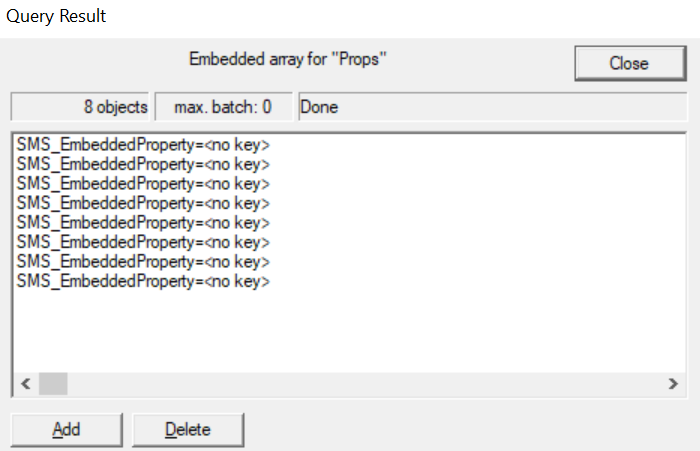 Query Result
Embedded array for "Props"
Close
8 objects
max. batch: 0
Done
SMS_EmbeddedProperty=<no key>
SMS_EmbeddedProperty=<no key>
SMS_EmbeddedProperty=<no key>
SMS_EmbeddedProperty=<no key>
SMS_EmbeddedProperty=<no key>
SMS_EmbeddedProperty=<no key>
SMS_EmbeddedProperty=<no key>
SMS_EmbeddedProperty=<no key>
Add
Delete